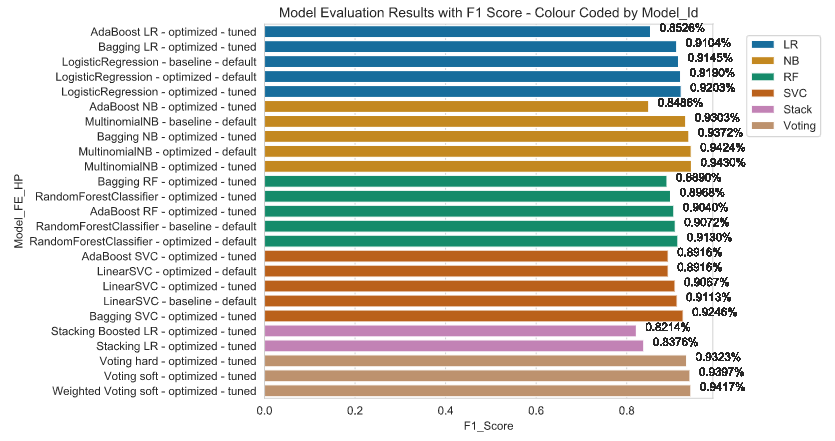 Model Evaluation Results with F1 Score - Colour Coded by Model_Id
AdaBoost LR - optimized - tuned 0.8526%
Bagging LR - optimized - tuned 0.9104%
LogisticRegression - baseline - default 0.9145%
LogisticRegression - optimized - default 0.9190%
LogisticRegression - optimized - tuned 0.9203%
AdaBoost NB - optimized - tuned 0.8486%
MultinomialNB - baseline - default 0.9303%
Bagging NB - optimized - tuned 0.9372%
MultinomialNB - optimized - default 0.9424%
MultinomialNB - optimized - tuned 0.9430%
Bagging RF - optimized - tuned 0.8890%
RandomForestClassifier - optimized - tuned 0.8968%
AdaBoost RF - optimized - tuned 0.9040%
RandomForestClassifier - baseline - default 0.9072%
RandomForestClassifier - optimized - default 0.9130%
AdaBoost SVC - optimized - tuned 0.8916%
LinearSVC - optimized - default 0.8916%
LinearSVC - optimized - tuned 0.9067%
LinearSVC - baseline - default 0.9113%
Bagging SVC - optimized - tuned 0.9246%
Stacking Boosted LR - optimized - tuned 0.8214%
Stacking LR - optimized - tuned 0.8376%
Voting hard - optimized - tuned 0.9323%
Voting soft - optimized - tuned 0.9397%
Weighted Voting soft - optimized - tuned 0.9417%
Model_FE_HP
0.0 0.2 0.4 0.6 0.8
F1_Score
LR
NB
RF
SVC
Stack
Voting